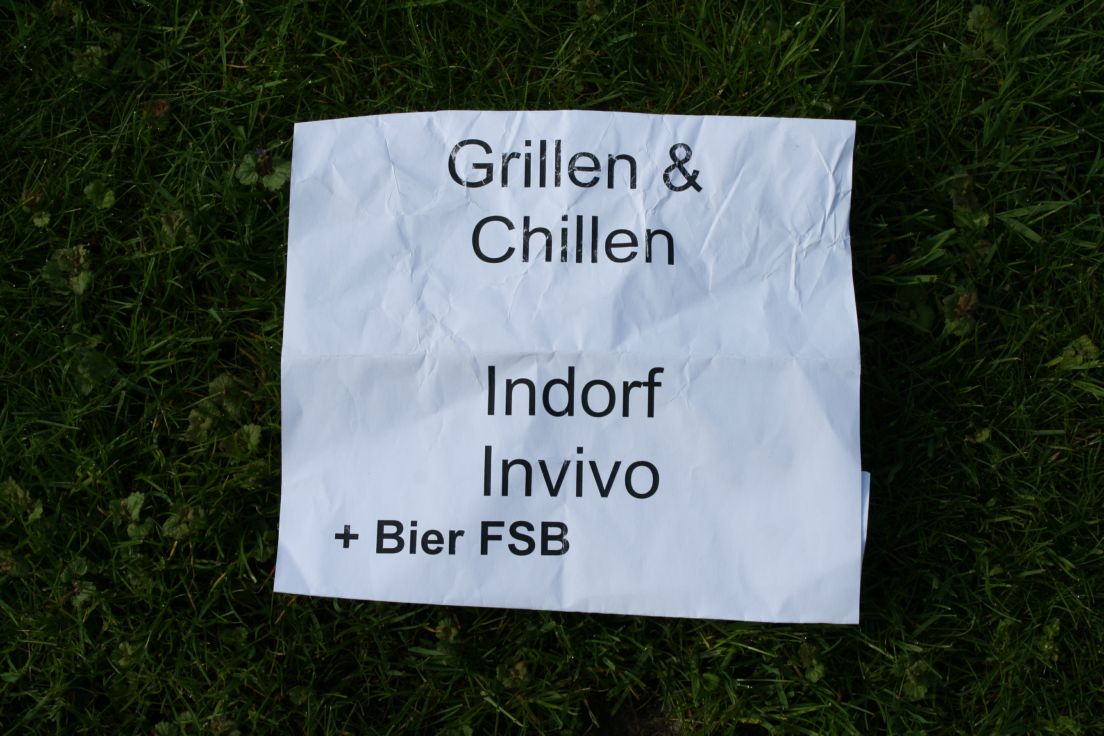 Grillen &
Chillen
Indorf
Invivo
+ Bier FSB